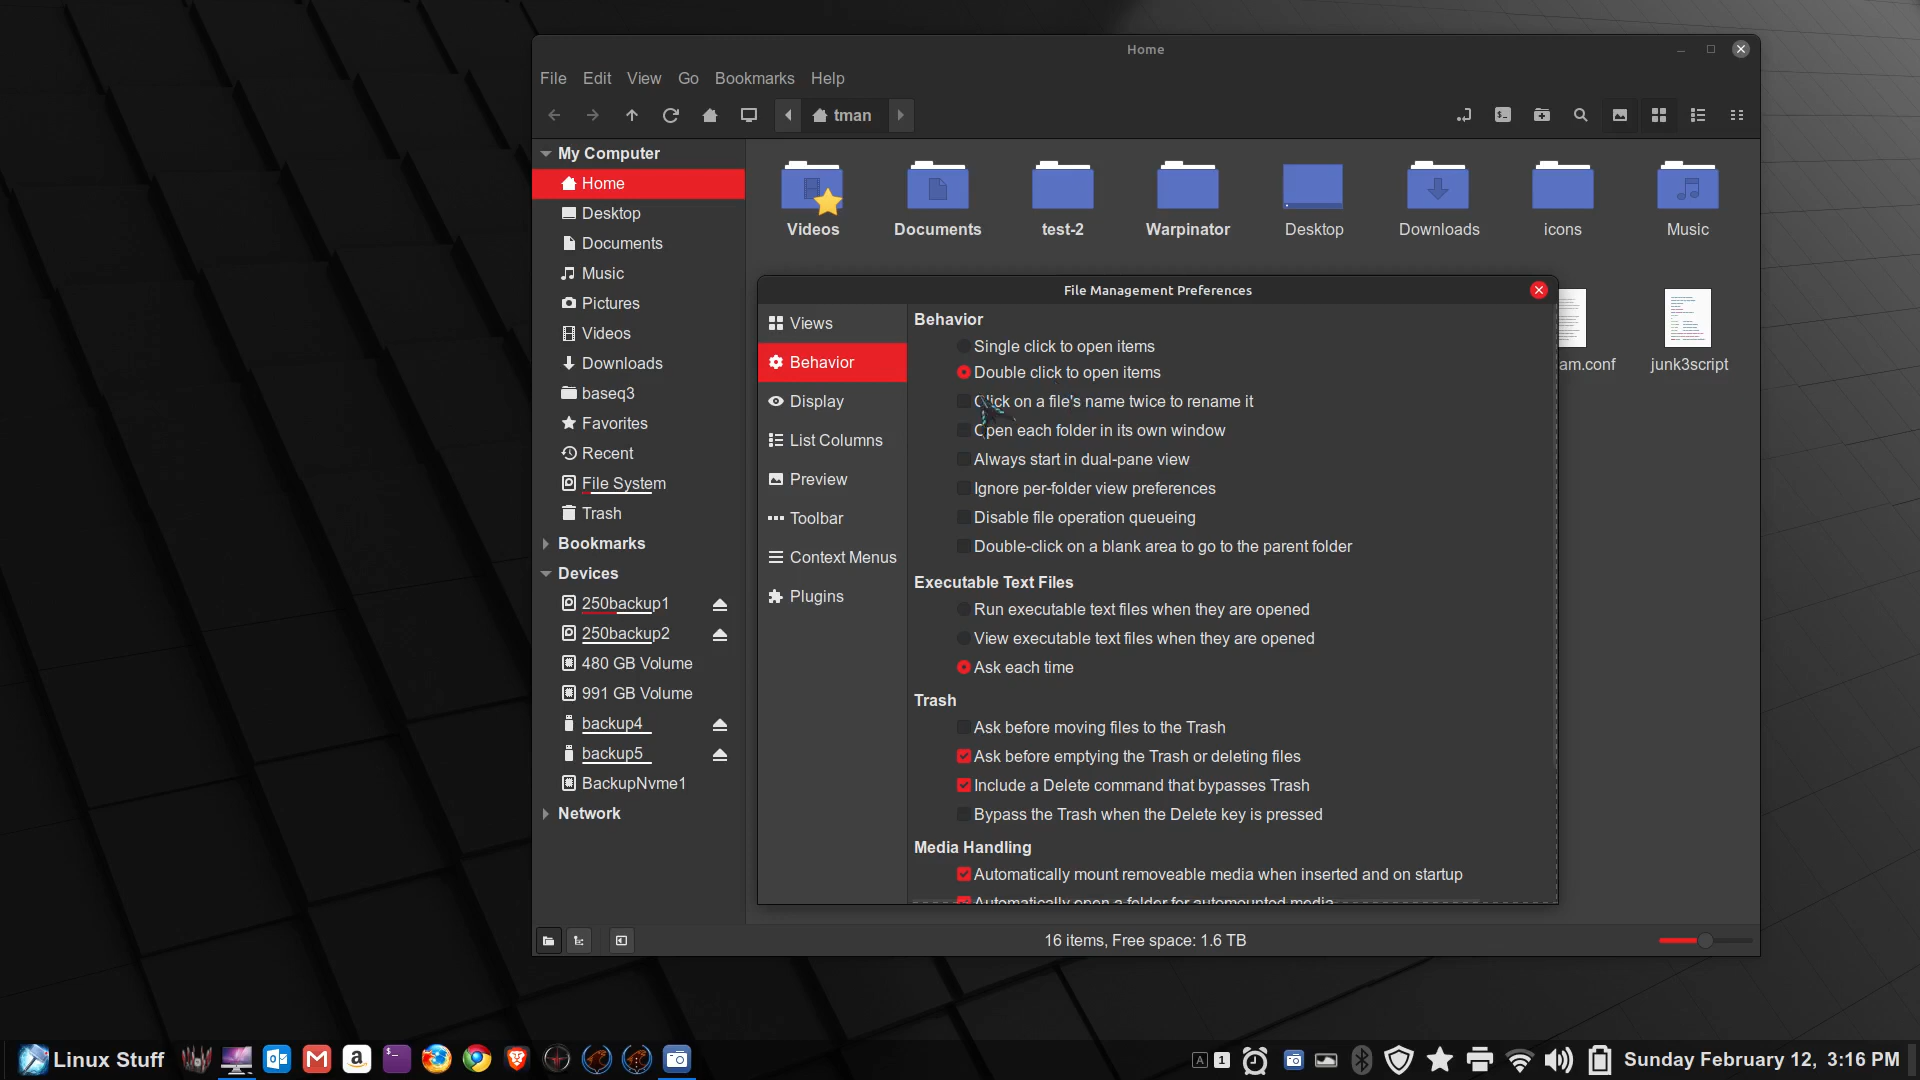 Home
File Edit View Go Bookmarks Help
tman
My Computer
Home
Desktop
Documents
Music
Pictures
Videos
Downloads
baseq3
Favorites
Recent
File System
Trash
Bookmarks
Devices
250backup1
250backup2
480 GB Volume
991 GB Volume
backup4
backup5
BackupNvme1
Network
Videos Documents test-2 Warpinator Desktop Downloads icons Music
am.conf junk3script
File Management Preferences
Views
Behavior
Display
List Columns
Preview
Toolbar
Context Menus
Plugins
Behavior
Single click to open items
Double click to open items
Click on a file's name twice to rename it
Open each folder in its own window
Always start in dual-pane view
Ignore per-folder view preferences
Disable file operation queueing
Double-click on a blank area to go to the parent folder
Executable Text Files
Run executable text files when they are opened
View executable text files when they are opened
Ask each time
Trash
Ask before moving files to the Trash
Ask before emptying the Trash or deleting files
Include a Delete command that bypasses Trash
Bypass the Trash when the Delete key is pressed
Media Handling
Automatically mount removeable media when inserted and on startup
Automatically open a folder for automounted media
16 items, Free space: 1.6 TB
Linux Stuff
A 1
Sunday February 12, 3:16 PM